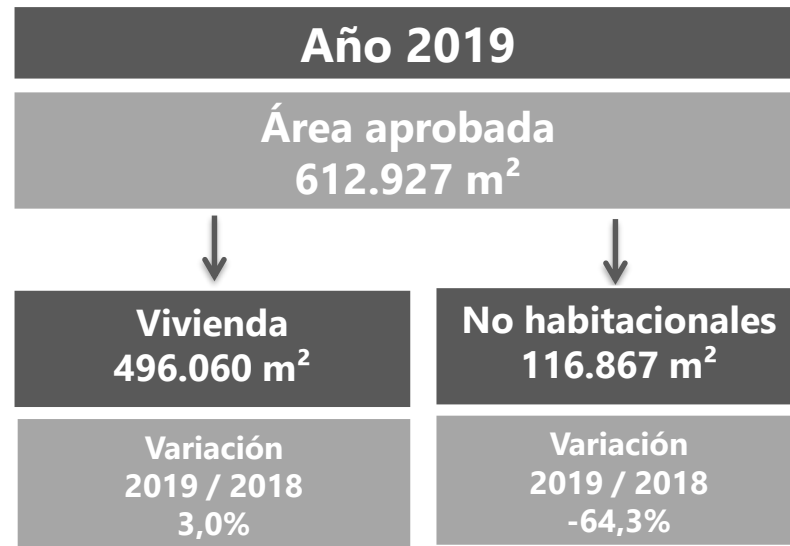 Año 2019
Área aprobada
612.927 m²
Vivienda
496.060 m²
No habitacionales
116.867 m²
Variación
2019 / 2018
3,0%
Variación
2019 / 2018
-64,3%